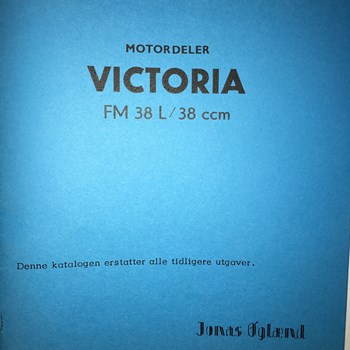 MOTORDELER
VICTORIA
FM 38 L/38 ccm
Denne katalogen erstatter alle tidligere utgaver.
Jonas Øglænd